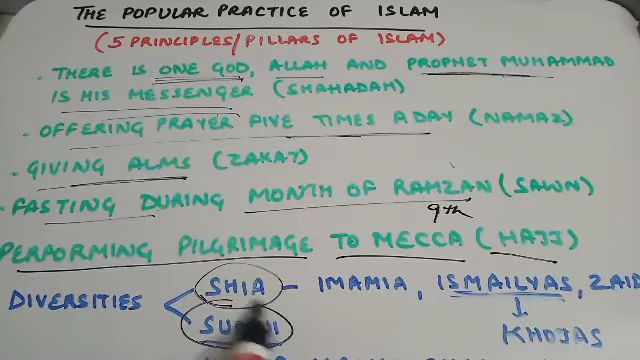 THE POPULAR PRACTICE OF ISLAM
(5 PRINCIPLES/PILLARS OF ISLAM)
· THERE IS ONE GOD, ALLAH AND PROPHET MUHAMMAD
IS HIS MESSENGER (SHAHADAH)
· OFFERING PRAYER FIVE TIMES A DAY (NAMAZ)
· GIVING ALMS (ZAKAT)
· FASTING DURING MONTH OF RAMZAN (SAWN)
9th
PERFORMING PILGRIMAGE TO MECCA (HAJJ)
DIVERSITIES SHIA - IMAMIA, ISMAILYAS, ZAID
KHOJAS